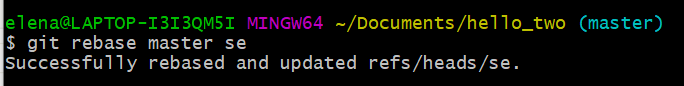 elena@LAPTOP-I3I3QM5I MINGW64 ~/Documents/hello_two (master)
$ git rebase master se
Successfully rebased and updated refs/heads/se.